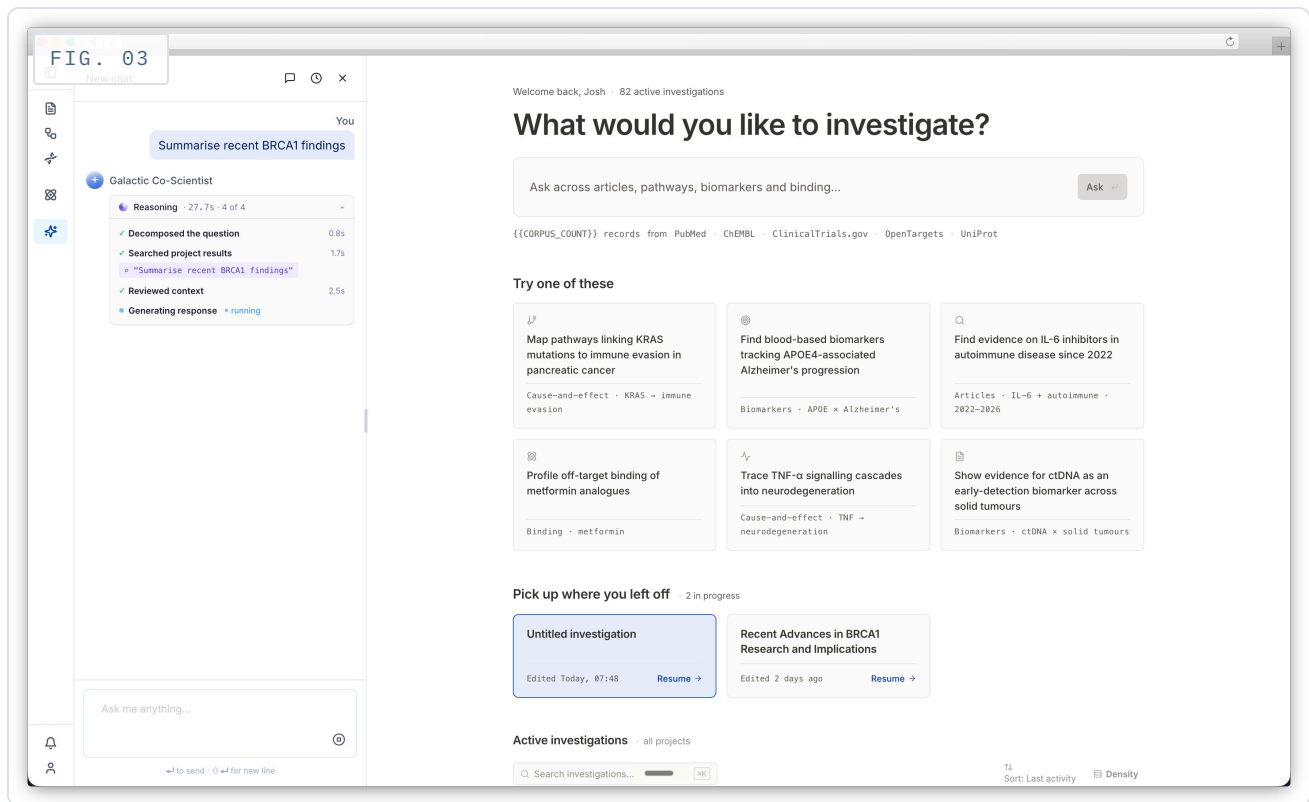 FIG. 03
New chat
You
Summarise recent BRCA1 findings
Galactic Co-Scientist
Reasoning · 27.7s · 4 of 4
✓ Decomposed the question 0.8s
✓ Searched project results 1.7s
"Summarise recent BRCA1 findings"
✓ Reviewed context 2.5s
Generating response • running
Ask me anything...
↵ to send · ⇧↵ for new line
Welcome back, Josh · 82 active investigations
What would you like to investigate?
Ask across articles, pathways, biomarkers and binding...
Ask ↵
{{CORPUS_COUNT}} records from PubMed · ChEMBL · ClinicalTrials.gov · OpenTargets · UniProt
Try one of these
Map pathways linking KRAS
mutations to immune evasion in
pancreatic cancer
Cause-and-effect · KRAS → immune
evasion
Find blood-based biomarkers
tracking APOE4-associated
Alzheimer's progression
Biomarkers · APOE × Alzheimer's
Find evidence on IL-6 inhibitors in
autoimmune disease since 2022
Articles · IL-6 + autoimmune ·
2022–2026
Profile off-target binding of
metformin analogues
Binding · metformin
Trace TNF-α signalling cascades
into neurodegeneration
Cause-and-effect · TNF →
neurodegeneration
Show evidence for ctDNA as an
early-detection biomarker across
solid tumours
Biomarkers · ctDNA × solid tumours
Pick up where you left off · 2 in progress
Untitled investigation
Edited Today, 07:48 Resume →
Recent Advances in BRCA1
Research and Implications
Edited 2 days ago Resume →
Active investigations · all projects
Search investigations... ⌘K
Sort: Last activity
Density